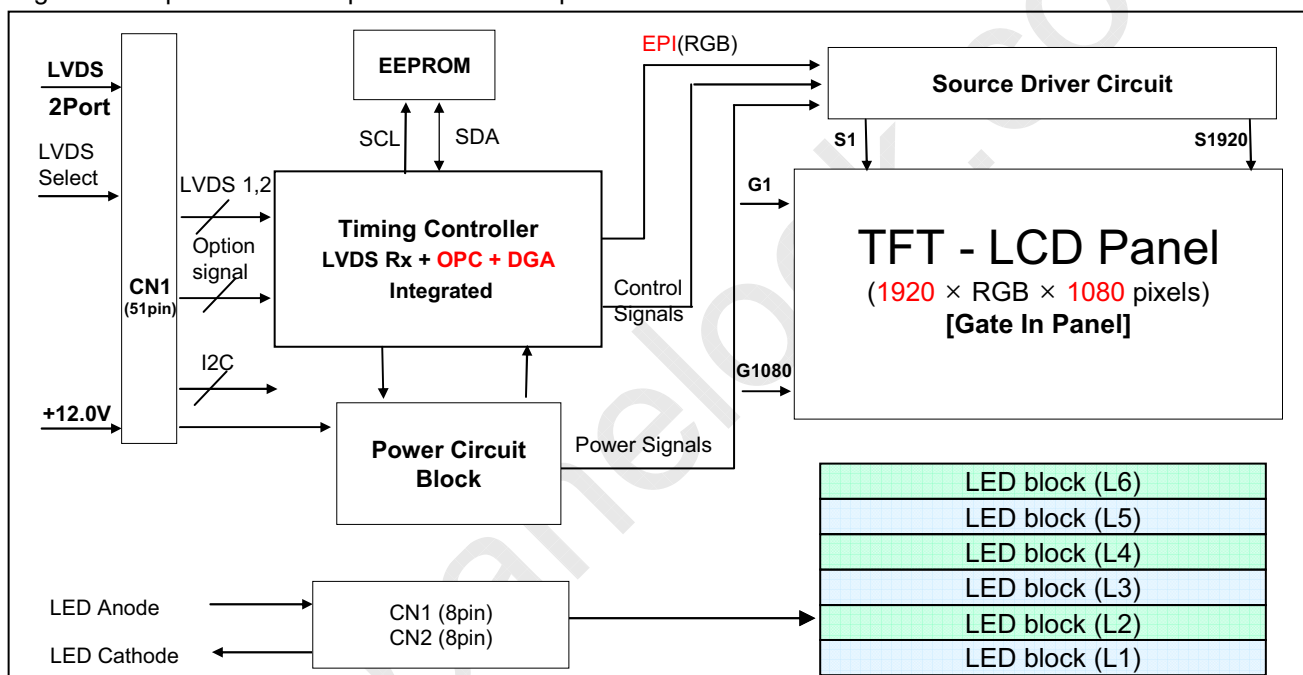 EPI(RGB)
LVDS
2Port
EEPROM
Source Driver Circuit
SCL
SDA
S1
S1920
LVDS
Select
LVDS 1,2
G1
Timing Controller
LVDS Rx + OPC + DGA
Integrated
TFT - LCD Panel
(1920 × RGB × 1080 pixels)
[Gate In Panel]
Option
signal
CN1
(51pin)
Control
Signals
I2C
G1080
+12.0V
Power Circuit
Block
Power Signals
LED block (L6)
LED block (L5)
LED block (L4)
LED block (L3)
LED block (L2)
LED block (L1)
LED Anode
LED Cathode
CN1 (8pin)
CN2 (8pin)